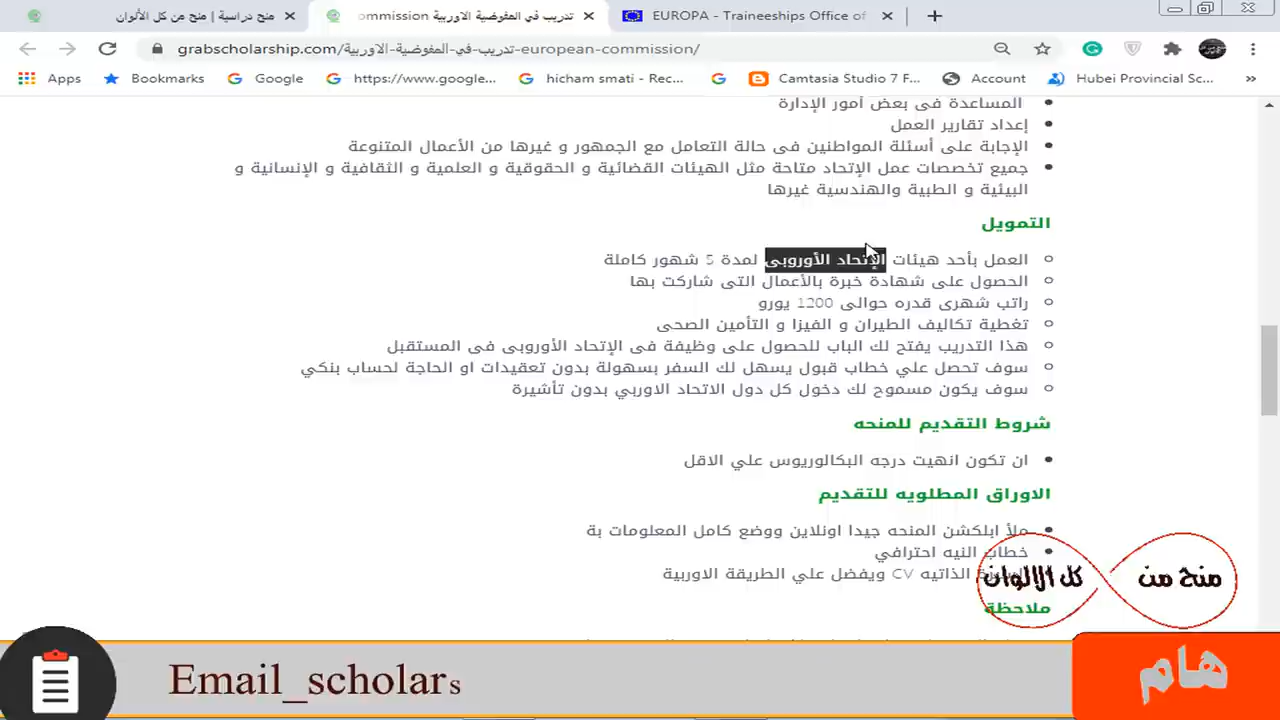 منح دراسية | منح من كل الألوان
تدريب في المفوضية الاوربية ommission
EUROPA - Traineeships Office of
grabscholarship.com/تدريب-في-المفوضية-الاوربية-european-commission/
Apps
Bookmarks
Google
https://www.google...
hicham smati - Rec...
Camtasia Studio 7 F...
Account
Hubei Provincial Sc...
»
المساعدة فى بعض أمور الإدارة
إعداد تقارير العمل
الإجابة على أسئلة المواطنين فى حالة التعامل مع الجمهور و غيرها من الأعمال المتنوعة
جميع تخصصات عمل الإتحاد متاحة مثل الهيئات القضائية و الحقوقية و العلمية و الثقافية و الإنسانية و
البيئية و الطبية والهندسية غيرها
التمويل
العمل بأحد هيئات الإتحاد الأوروبى لمدة 5 شهور كاملة
الحصول على شهادة خبرة بالأعمال التى شاركت بها
راتب شهرى قدره حوالى 1200 يورو
تغطية تكاليف الطيران و الفيزا و التأمين الصحى
هذا التدريب يفتح لك الباب للحصول على وظيفة فى الإتحاد الأوروبى فى المستقبل
سوف تحصل علي خطاب قبول يسهل لك السفر بسهولة بدون تعقيدات او الحاجة لحساب بنكي
سوف يكون مسموح لك دخول كل دول الاتحاد الاوربي بدون تأشيرة
شروط التقديم للمنحه
ان تكون انهيت درجه البكالوريوس علي الاقل
الاوراق المطلويه للتقديم
ملأ ابلكشن المنحه جيدا اونلاين ووضع كامل المعلومات بة
خطاب النيه احترافي
الذاتيه CV ويفضل علي الطريقة الاوربية
منح من كل الالوان
ملاحظة
Email_scholars
هام